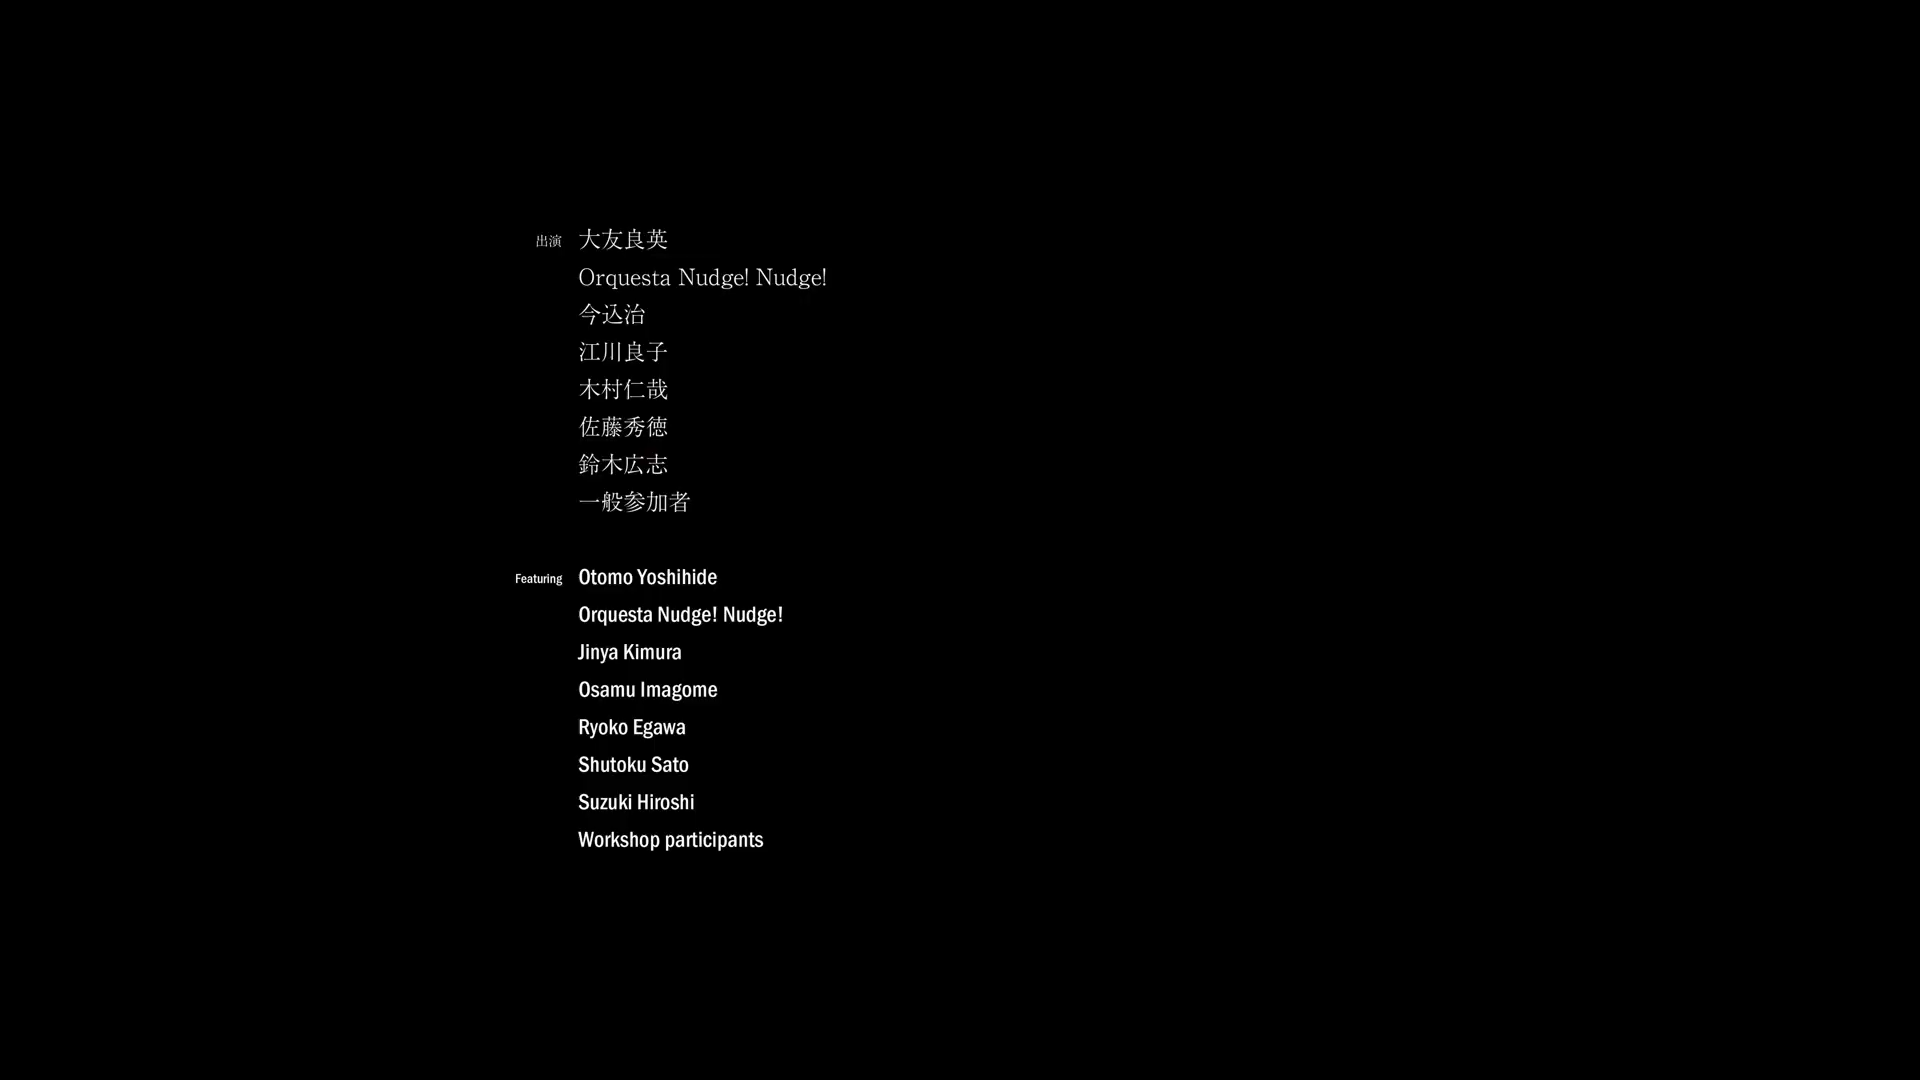 出演 大友良英
Orquesta Nudge! Nudge!
今込治
江川良子
木村仁哉
佐藤秀徳
鈴木広志
一般参加者
Featuring Otomo Yoshihide
Orquesta Nudge! Nudge!
Jinya Kimura
Osamu Imagome
Ryoko Egawa
Shutoku Sato
Suzuki Hiroshi
Workshop participants